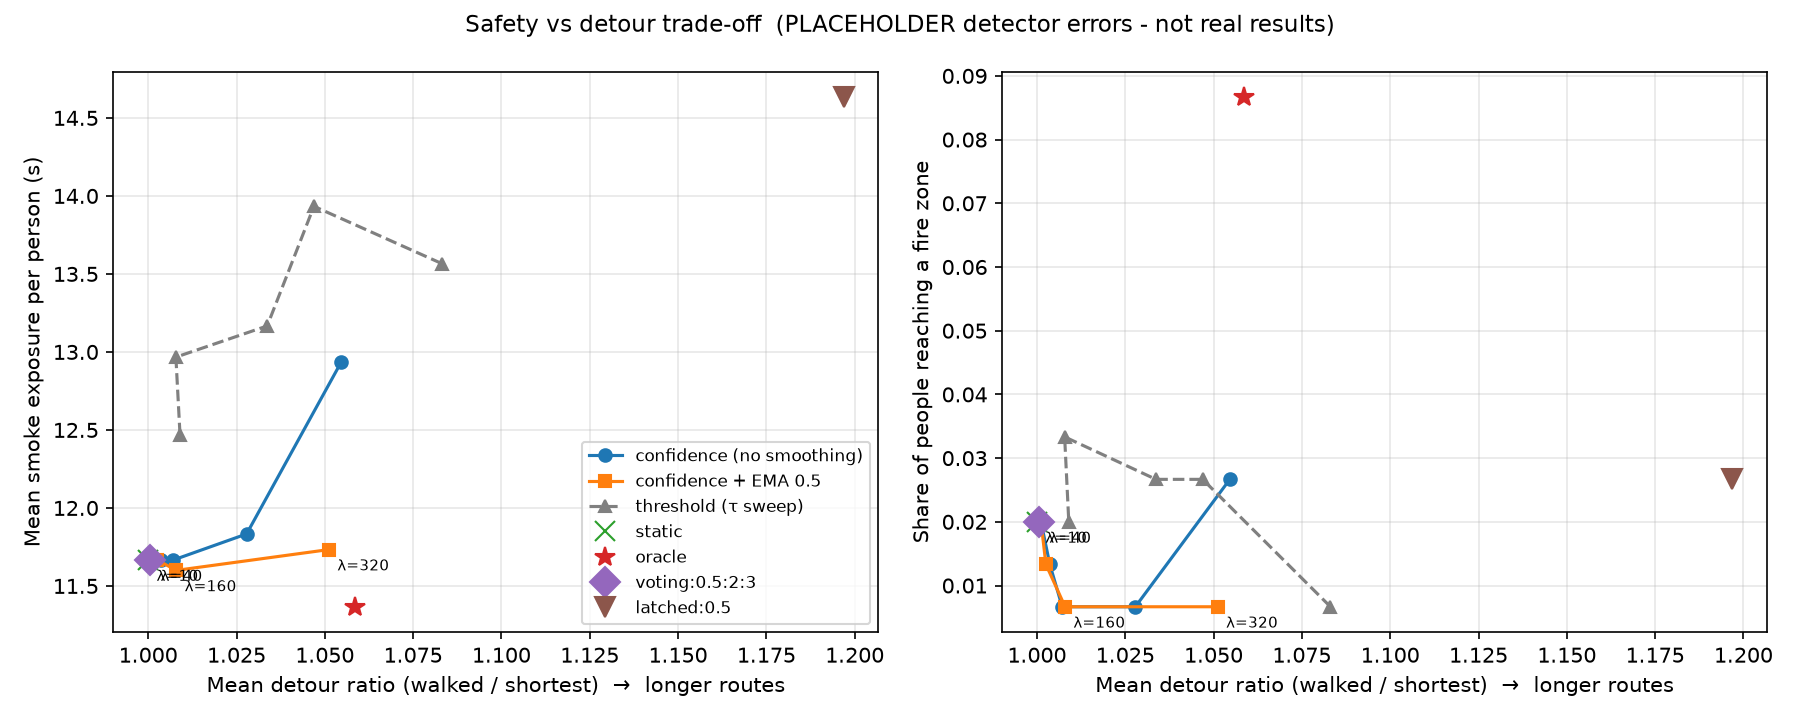 Safety vs detour trade-off  (PLACEHOLDER detector errors - not real results)
Mean smoke exposure per person (s)
14.5
14.0
13.5
13.0
12.5
12.0
11.5
λ=160
λ=320
confidence (no smoothing)
confidence + EMA 0.5
threshold (τ sweep)
static
oracle
voting:0.5:2:3
latched:0.5
1.000 1.025 1.050 1.075 1.100 1.125 1.150 1.175 1.200
Mean detour ratio (walked / shortest) → longer routes
Share of people reaching a fire zone
0.09
0.08
0.07
0.06
0.05
0.04
0.03
0.02
0.01
λ=160
λ=320
1.000 1.025 1.050 1.075 1.100 1.125 1.150 1.175 1.200
Mean detour ratio (walked / shortest) → longer routes